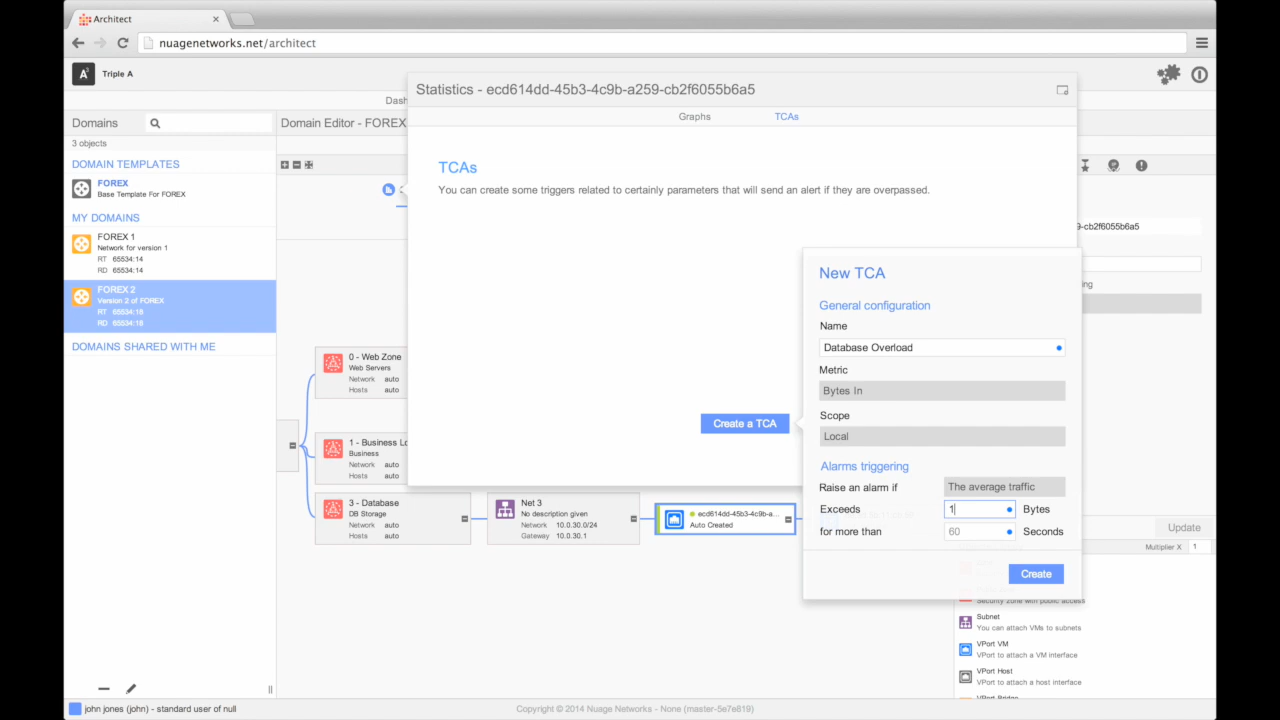 Architect
nuagenetworks.net/architect
Triple A
Statistics - ecd614dd-45b3-4c9b-a259-cb2f6055b6a5
Dash
Graphs
TCAs
Domains
Domain Editor - FOREX
3 objects
DOMAIN TEMPLATES
FOREX
Base Template For FOREX
MY DOMAINS
FOREX 1
Network for version 1
RT 65534:14
RD 65534:14
FOREX 2
Version 2 of FOREX
RT 65534:16
RD 65534:16
DOMAINS SHARED WITH ME
TCAs
You can create some triggers related to certainly parameters that will send an alert if they are overpassed.
9-cb2f6055b6a5
ing
New TCA
General configuration
Name
Database Overload
Metric
Bytes In
Scope
Local
Alarms triggering
Raise an alarm if
The average traffic
Exceeds
1
Bytes
for more than
60
Seconds
Create
Create a TCA
0 - Web Zone
Web Servers
Network auto
Hosts auto
1 - Business Lo
Business
Network auto
Hosts auto
3 - Database
DB Storage
Network auto
Hosts auto
Net 3
No description given
Network 10.0.30.0/24
Gateway 10.0.30.1
ecd614dd-45b3-4c9b-a...
Auto Created
Update
Multiplier X 1
Security zone with public access
Subnet
You can attach VMs to subnets
VPort VM
VPort to attach a VM interface
VPort Host
VPort to attach a host interface
VPort Bridge
john jones (john) - standard user of null
Copyright © 2014 Nuage Networks - None (master-5e7e819)